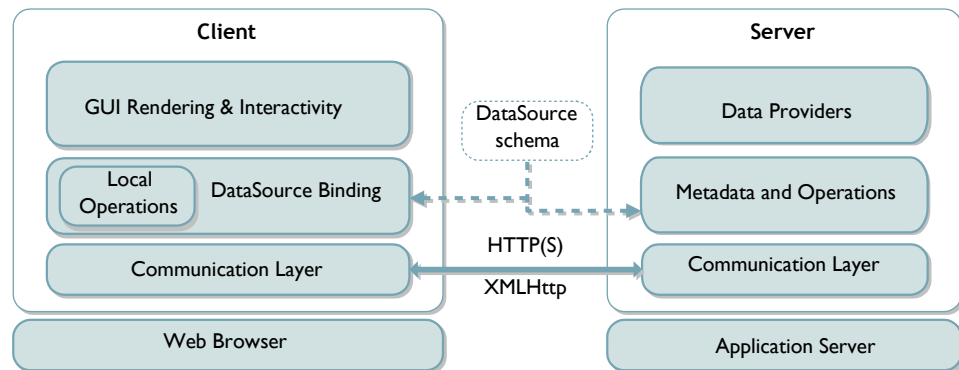 Client
Server
GUI Rendering & Interactivity
Data Providers
DataSource
schema
Local
Operations
DataSource Binding
Metadata and Operations
HTTP(S)
Communication Layer
Communication Layer
XMLHttp
Web Browser
Application Server